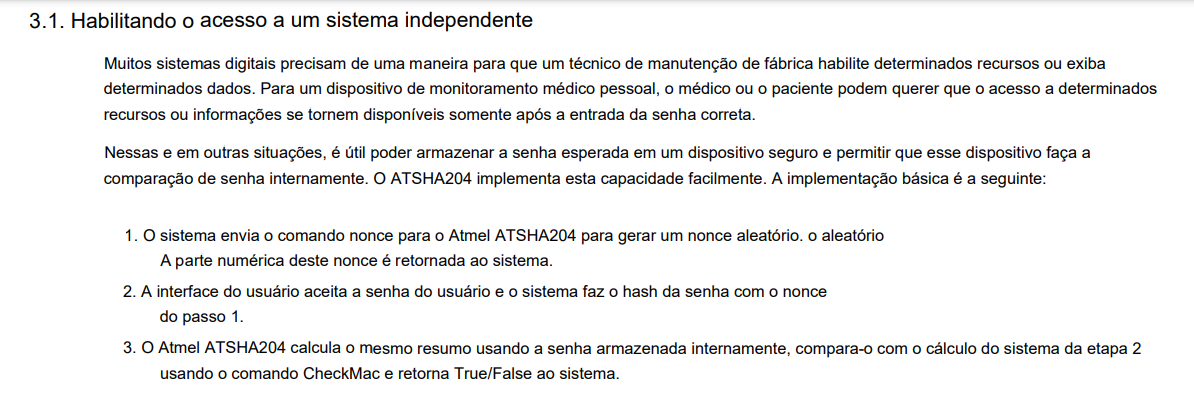 3.1. Habilitando o acesso a um sistema independente
Muitos sistemas digitais precisam de uma maneira para que um técnico de manutenção de fábrica habilite determinados recursos ou exiba
determinados dados. Para um dispositivo de monitoramento médico pessoal, o médico ou o paciente podem querer que o acesso a determinados
recursos ou informações se tornem disponíveis somente após a entrada da senha correta.
Nessas e em outras situações, é útil poder armazenar a senha esperada em um dispositivo seguro e permitir que esse dispositivo faça a
comparação de senha internamente. O ATSHA204 implementa esta capacidade facilmente. A implementação básica é a seguinte:
1. O sistema envia o comando nonce para o Atmel ATSHA204 para gerar um nonce aleatório. o aleatório
A parte numérica deste nonce é retornada ao sistema.
2. A interface do usuário aceita a senha do usuário e o sistema faz o hash da senha com o nonce
do passo 1.
3. O Atmel ATSHA204 calcula o mesmo resumo usando a senha armazenada internamente, compara-o com o cálculo do sistema da etapa 2
usando o comando CheckMac e retorna True/False ao sistema.